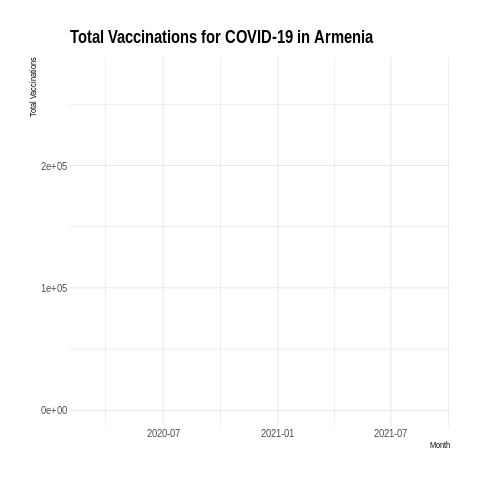 Total Vaccinations for COVID-19 in Armenia
Total Vaccinations
2e+05
1e+05
0e+00
2020-07 2021-01 2021-07
Month